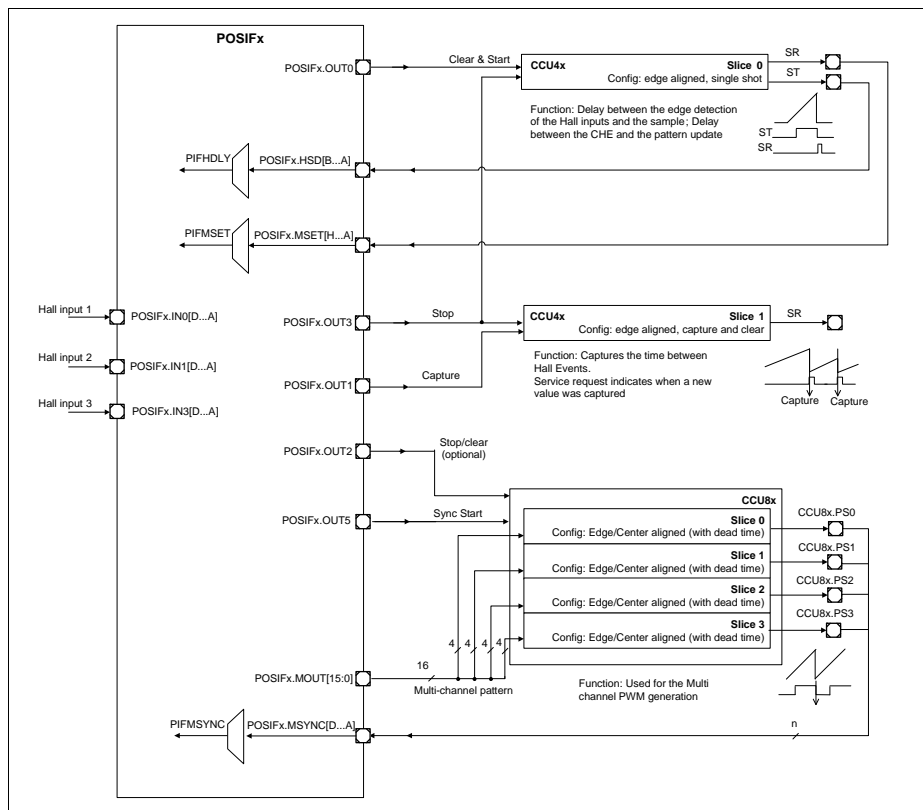 POSIFx
POSIFx.OUT0
Clear & Start
CCU4x
Slice 0
Config: edge aligned, single shot
SR
ST
Function: Delay between the edge detection
of the Hall inputs and the sample; Delay
between the CHE and the pattern update
ST
SR
PIFHDLY
POSIFx.HSD[B...A]
PIFMSET
POSIFx.MSET[H...A]
Hall input 1
POSIFx.IN0[D...A]
Hall input 2
POSIFx.IN1[D...A]
Hall input 3
POSIFx.IN3[D...A]
POSIFx.OUT3
Stop
CCU4x
Slice 1
Config: edge aligned, capture and clear
SR
POSIFx.OUT1
Capture
Function: Captures the time between
Hall Events.
Service request indicates when a new
value was captured
Capture
Capture
POSIFx.OUT2
Stop/clear
(optional)
POSIFx.OUT5
Sync Start
CCU8x
Slice 0
Config: Edge/Center aligned (with dead time)
Slice 1
Config: Edge/Center aligned (with dead time)
Slice 2
Config: Edge/Center aligned (with dead time)
Slice 3
Config: Edge/Center aligned (with dead time)
CCU8x.PS0
CCU8x.PS1
CCU8x.PS2
CCU8x.PS3
4 4 4 4
POSIFx.MOUT[15:0]
16
Multi-channel pattern
Function: Used for the Multi
channel PWM generation
PIFMSYNC
POSIFx.MSYNC[D...A]
n